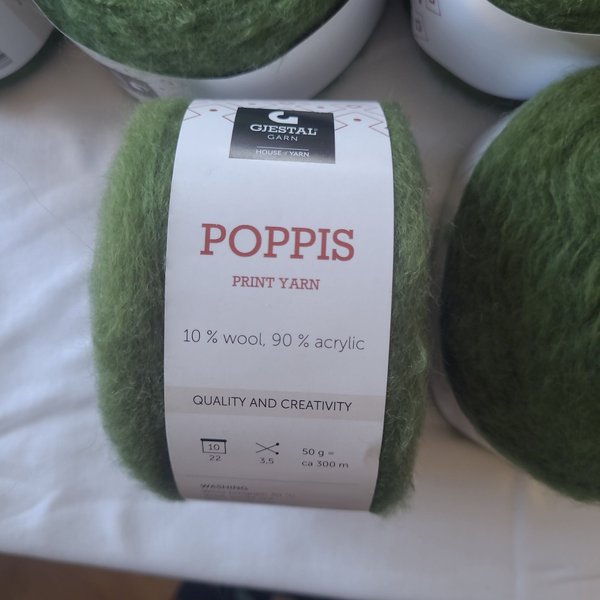 GJESTAL
GARN
HOUSE of YARN
POPPIS
PRINT YARN
10 % wool, 90 % acrylic
QUALITY AND CREATIVITY
10
22
3,5
50 g =
ca 300 m
WASHING